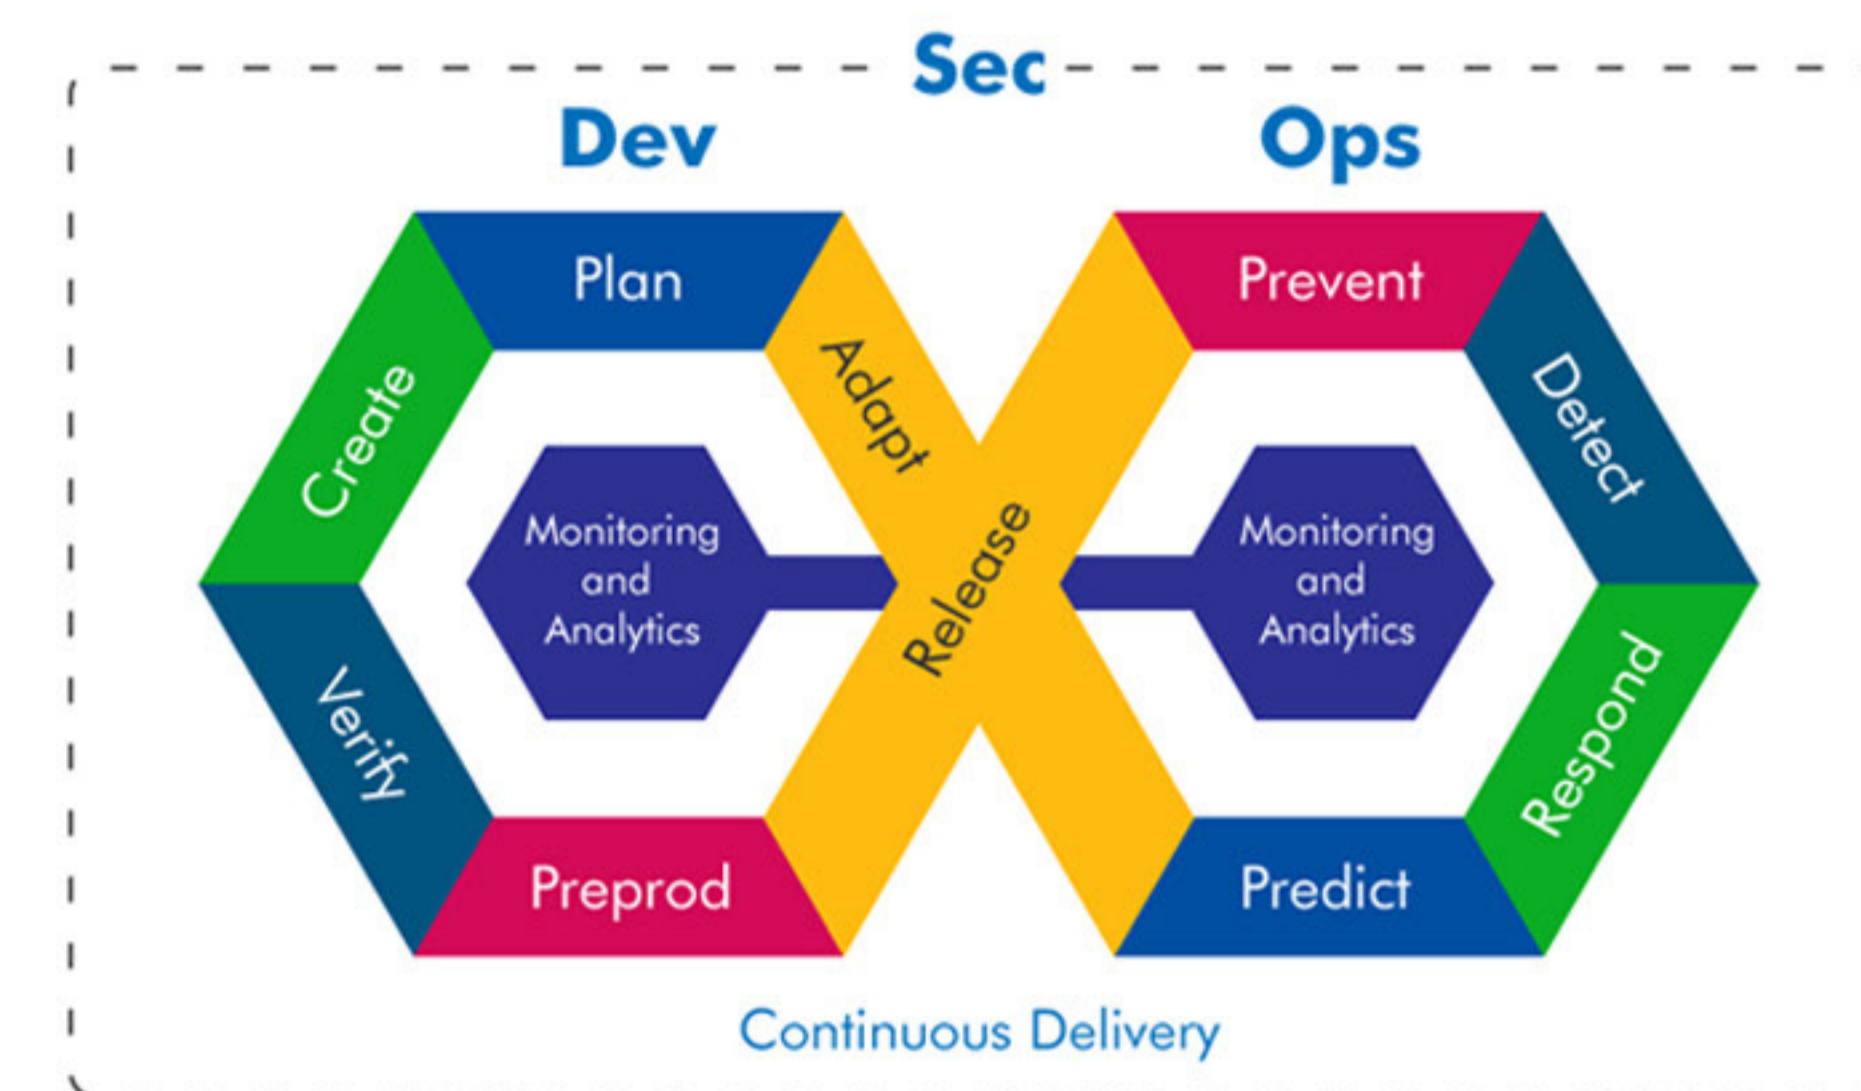 Sec
Dev
Ops
Plan
Prevent
Adapt
Create
Detect
Monitoring
and
Analytics
Release
Monitoring
and
Analytics
Verify
Respond
Preprod
Predict
Continuous Delivery